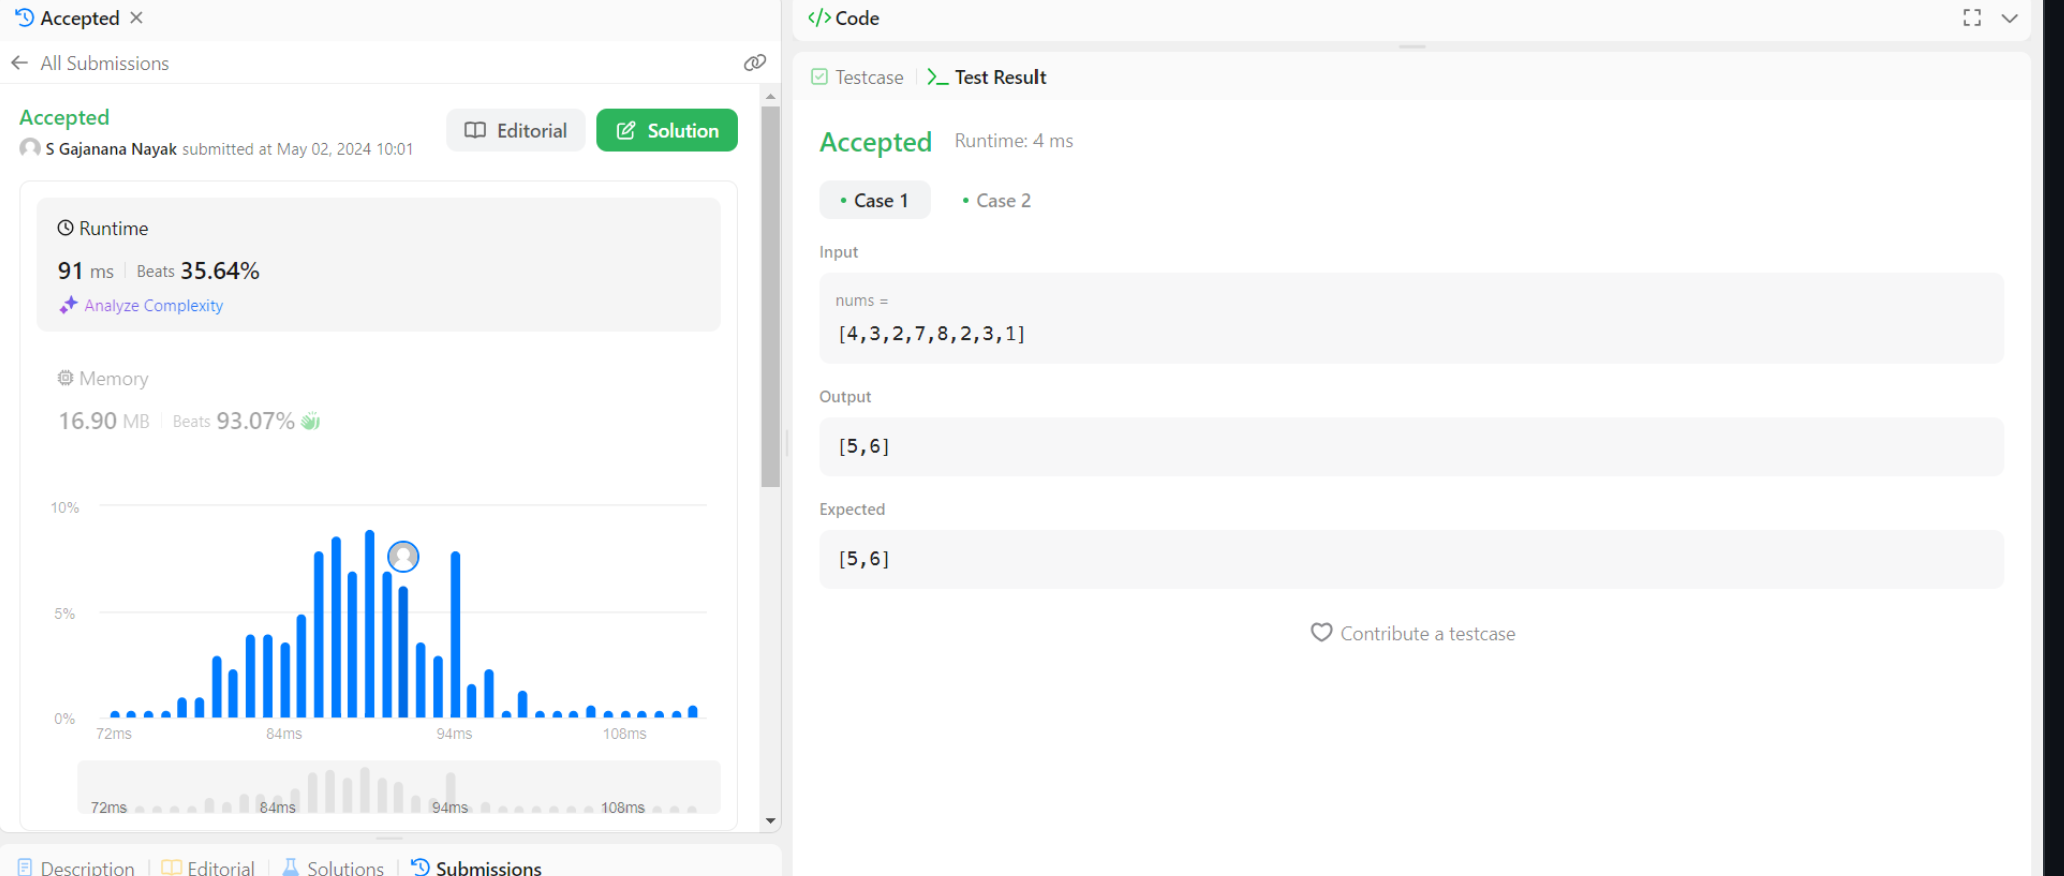 Accepted
All Submissions
Accepted
S Gajanana Nayak submitted at May 02, 2024 10:01
Editorial
Solution
Runtime
91 ms Beats 35.64%
Analyze Complexity
Memory
16.90 MB Beats 93.07%
10%
5%
0%
72ms 84ms 94ms 108ms
72ms 84ms 94ms 108ms
Description Editorial Solutions Submissions
</> Code
Testcase >_ Test Result
Accepted Runtime: 4 ms
• Case 1 • Case 2
Input
nums =
[4,3,2,7,8,2,3,1]
Output
[5,6]
Expected
[5,6]
Contribute a testcase